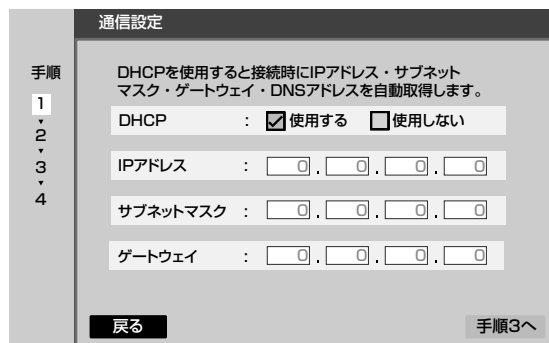 通信設定
手順
1
2
3
4
DHCPを使用すると接続時にIPアドレス・サブネット
マスク・ゲートウェイ・DNSアドレスを自動取得します。
DHCP : 使用する 使用しない
IPアドレス : 0 . 0 . 0 . 0
サブネットマスク : 0 . 0 . 0 . 0
ゲートウェイ : 0 . 0 . 0 . 0
戻る
手順3へ